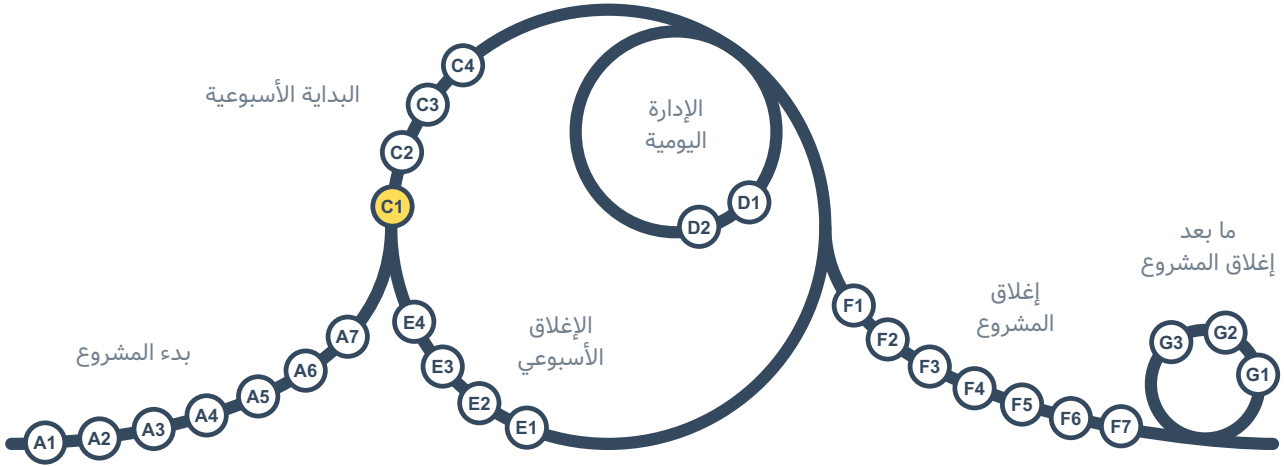 البداية الأسبوعية
C4
C3
C2
C1
الإدارة
اليومية
D1
D2
بدء المشروع
A1
A2
A3
A4
A5
A6
A7
الإغلاق
الأسبوعي
E4
E3
E2
E1
إغلاق
المشروع
F1
F2
F3
F4
F5
F6
F7
ما بعد
إغلاق المشروع
G3
G2
G1